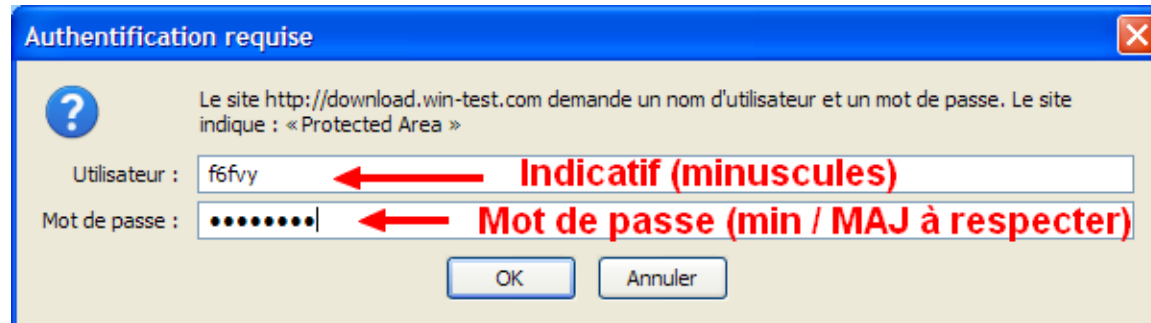 Authentification requise
Le site http://download.win-test.com demande un nom d'utilisateur et un mot de passe. Le site
indique : « Protected Area »
Utilisateur : f6fvy Indicatif (minuscules)
Mot de passe : ●●●●●●●● Mot de passe (min / MAJ à respecter)
OK Annuler